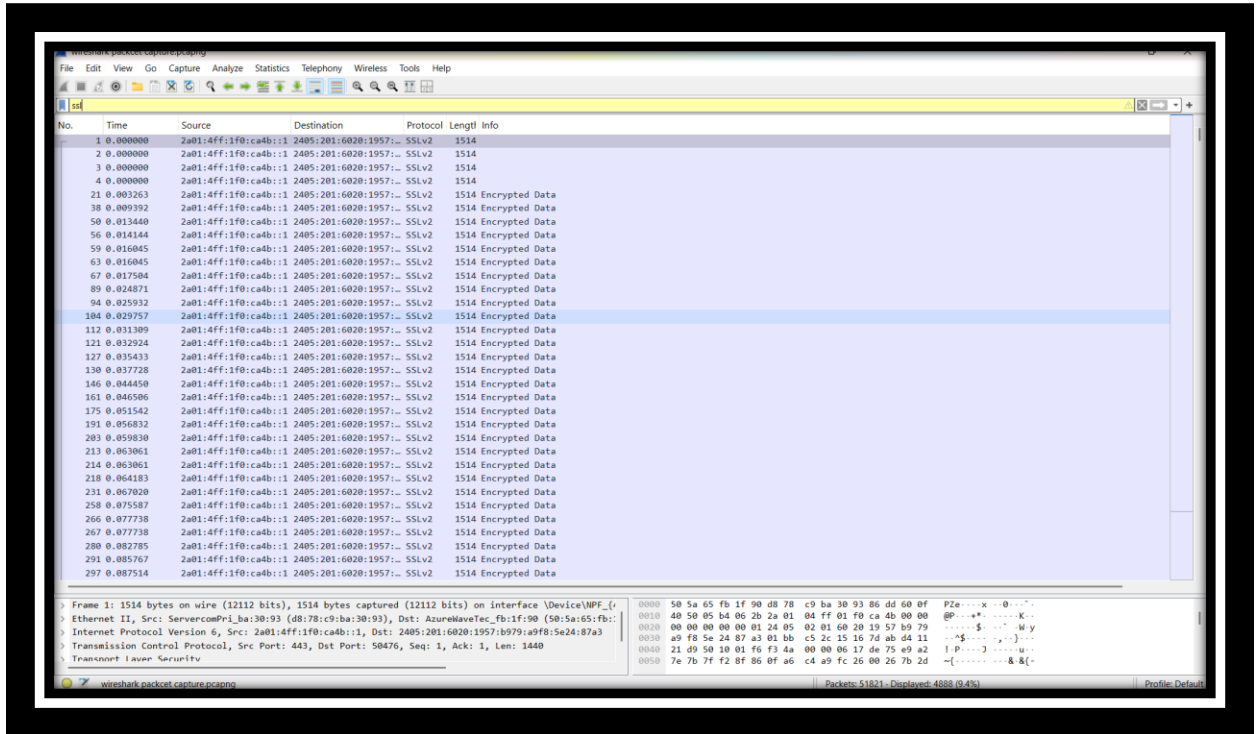 wireshark packcet capture.pcapng
File Edit View Go Capture Analyze Statistics Telephony Wireless Tools Help
ssl
No. Time Source Destination Protocol Lengtl Info
1 0.000000 2a01:4ff:1f0:ca4b::1 2405:201:6020:1957:… SSLv2 1514
2 0.000000 2a01:4ff:1f0:ca4b::1 2405:201:6020:1957:… SSLv2 1514
3 0.000000 2a01:4ff:1f0:ca4b::1 2405:201:6020:1957:… SSLv2 1514
4 0.000000 2a01:4ff:1f0:ca4b::1 2405:201:6020:1957:… SSLv2 1514
21 0.003263 2a01:4ff:1f0:ca4b::1 2405:201:6020:1957:… SSLv2 1514 Encrypted Data
38 0.009392 2a01:4ff:1f0:ca4b::1 2405:201:6020:1957:… SSLv2 1514 Encrypted Data
50 0.013440 2a01:4ff:1f0:ca4b::1 2405:201:6020:1957:… SSLv2 1514 Encrypted Data
56 0.014144 2a01:4ff:1f0:ca4b::1 2405:201:6020:1957:… SSLv2 1514 Encrypted Data
59 0.016045 2a01:4ff:1f0:ca4b::1 2405:201:6020:1957:… SSLv2 1514 Encrypted Data
63 0.016045 2a01:4ff:1f0:ca4b::1 2405:201:6020:1957:… SSLv2 1514 Encrypted Data
67 0.017504 2a01:4ff:1f0:ca4b::1 2405:201:6020:1957:… SSLv2 1514 Encrypted Data
89 0.024871 2a01:4ff:1f0:ca4b::1 2405:201:6020:1957:… SSLv2 1514 Encrypted Data
94 0.025932 2a01:4ff:1f0:ca4b::1 2405:201:6020:1957:… SSLv2 1514 Encrypted Data
104 0.029757 2a01:4ff:1f0:ca4b::1 2405:201:6020:1957:… SSLv2 1514 Encrypted Data
112 0.031309 2a01:4ff:1f0:ca4b::1 2405:201:6020:1957:… SSLv2 1514 Encrypted Data
121 0.032924 2a01:4ff:1f0:ca4b::1 2405:201:6020:1957:… SSLv2 1514 Encrypted Data
127 0.035433 2a01:4ff:1f0:ca4b::1 2405:201:6020:1957:… SSLv2 1514 Encrypted Data
130 0.037728 2a01:4ff:1f0:ca4b::1 2405:201:6020:1957:… SSLv2 1514 Encrypted Data
146 0.044450 2a01:4ff:1f0:ca4b::1 2405:201:6020:1957:… SSLv2 1514 Encrypted Data
161 0.046506 2a01:4ff:1f0:ca4b::1 2405:201:6020:1957:… SSLv2 1514 Encrypted Data
175 0.051542 2a01:4ff:1f0:ca4b::1 2405:201:6020:1957:… SSLv2 1514 Encrypted Data
191 0.056832 2a01:4ff:1f0:ca4b::1 2405:201:6020:1957:… SSLv2 1514 Encrypted Data
203 0.059830 2a01:4ff:1f0:ca4b::1 2405:201:6020:1957:… SSLv2 1514 Encrypted Data
213 0.063061 2a01:4ff:1f0:ca4b::1 2405:201:6020:1957:… SSLv2 1514 Encrypted Data
214 0.063061 2a01:4ff:1f0:ca4b::1 2405:201:6020:1957:… SSLv2 1514 Encrypted Data
218 0.064183 2a01:4ff:1f0:ca4b::1 2405:201:6020:1957:… SSLv2 1514 Encrypted Data
231 0.067020 2a01:4ff:1f0:ca4b::1 2405:201:6020:1957:… SSLv2 1514 Encrypted Data
258 0.075587 2a01:4ff:1f0:ca4b::1 2405:201:6020:1957:… SSLv2 1514 Encrypted Data
266 0.077738 2a01:4ff:1f0:ca4b::1 2405:201:6020:1957:… SSLv2 1514 Encrypted Data
267 0.077738 2a01:4ff:1f0:ca4b::1 2405:201:6020:1957:… SSLv2 1514 Encrypted Data
280 0.082785 2a01:4ff:1f0:ca4b::1 2405:201:6020:1957:… SSLv2 1514 Encrypted Data
291 0.085767 2a01:4ff:1f0:ca4b::1 2405:201:6020:1957:… SSLv2 1514 Encrypted Data
297 0.087514 2a01:4ff:1f0:ca4b::1 2405:201:6020:1957:… SSLv2 1514 Encrypted Data
Frame 1: 1514 bytes on wire (12112 bits), 1514 bytes captured (12112 bits) on interface \Device\NPF_{
Ethernet II, Src: ServercomPri_ba:30:93 (d8:78:c9:ba:30:93), Dst: AzureWaveTec_fb:1f:90 (50:5a:65:fb:
Internet Protocol Version 6, Src: 2a01:4ff:1f0:ca4b::1, Dst: 2405:201:6020:1957:b979:a9f8:5e24:87a3
Transmission Control Protocol, Src Port: 443, Dst Port: 50476, Seq: 1, Ack: 1, Len: 1440
Transport Layer Security
0000 50 5a 65 fb 1f 90 d8 78 c9 ba 30 93 86 dd 60 0f PZe····x ··0···`·
0010 40 50 05 b4 06 2b 2a 01 04 ff 01 f0 ca 4b 00 00 @P···+*· ·····K··
0020 00 00 00 00 00 01 24 05 02 01 60 20 19 57 b9 79 ······$· ··` ·W·y
0030 a9 f8 5e 24 87 a3 01 bb c5 2c 15 16 7d ab d4 11 ··^$···· ·,··}···
0040 21 d9 50 10 01 f6 f3 4a 00 00 06 17 de 75 e9 a2 !·P····J ·····u··
0050 7e 7b 7f f2 8f 86 0f a6 c4 a9 fc 26 00 26 7b 2d ~{······ ···&·&{-
wireshark packcet capture.pcapng Packets: 51821 · Displayed: 4888 (9.4%) Profile: Default